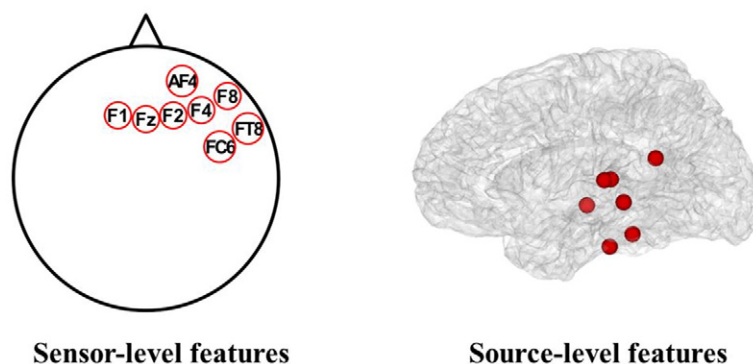 AF4
F8
F1 Fz F2 F4
FT8
FC6
Sensor-level features Source-level features